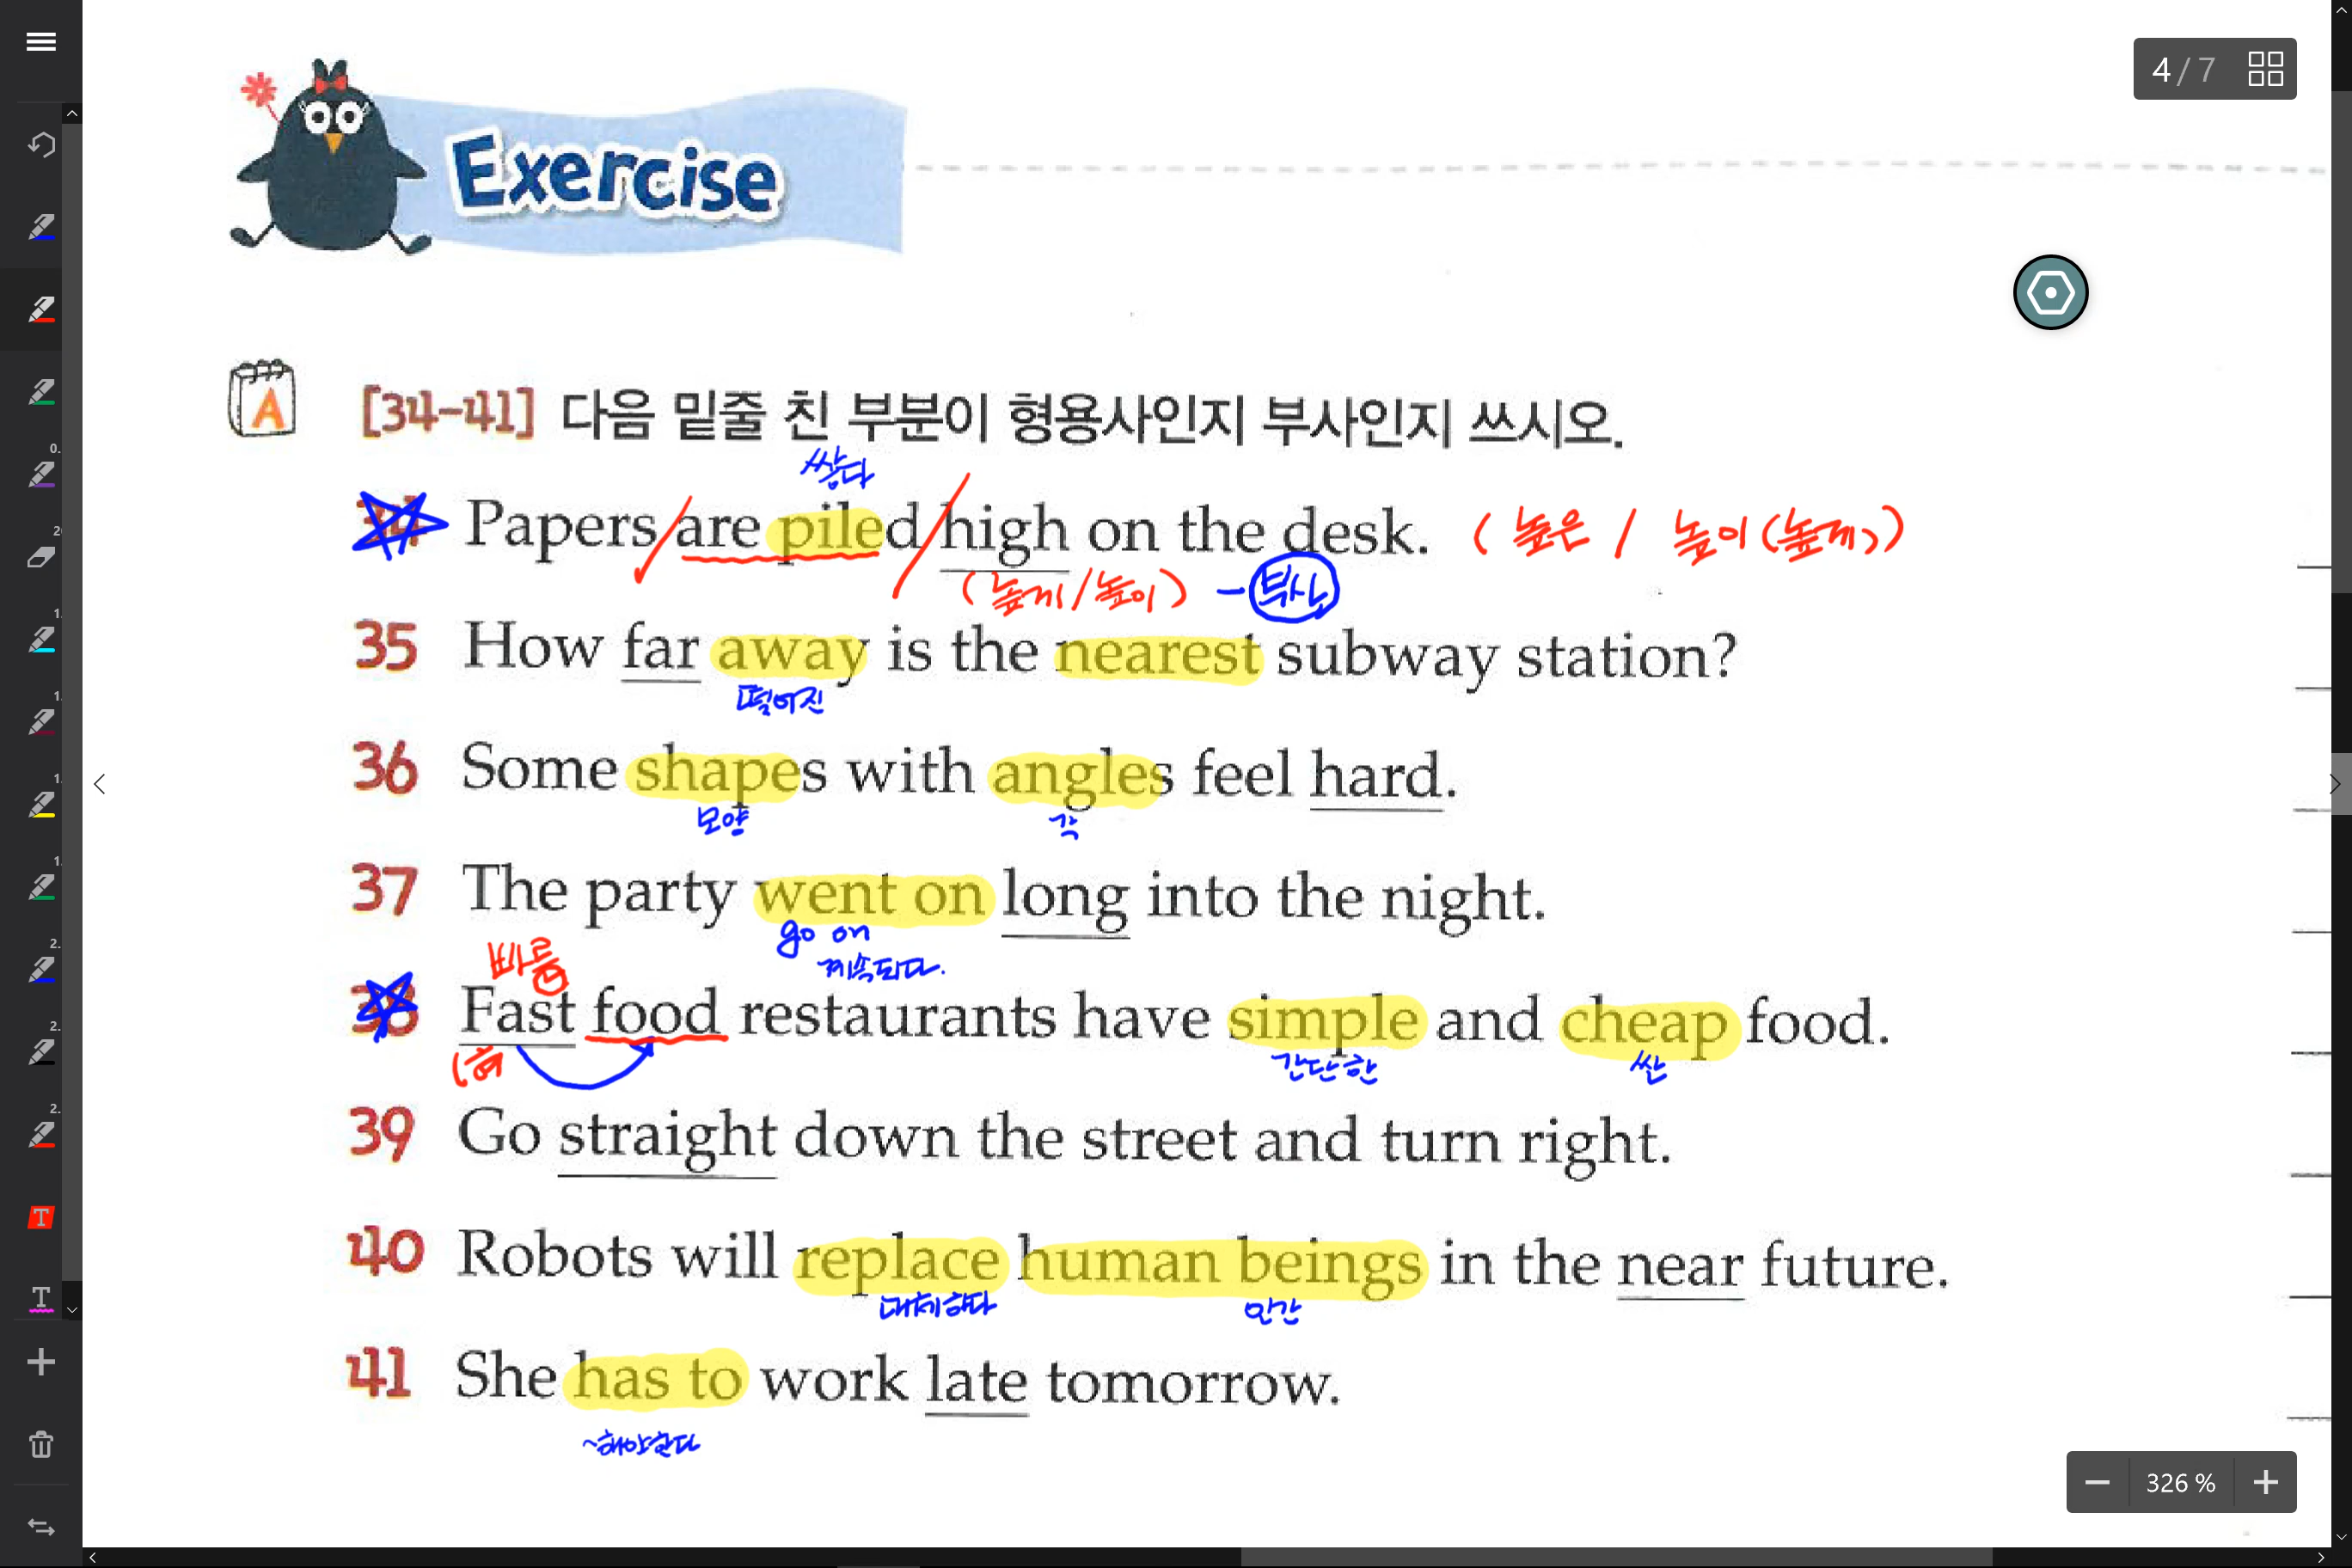 4 / 7
Exercise
A [34-41] 다음 밑줄 친 부분이 형용사인지 부사인지 쓰시오.
쌓다
Papers are piled high on the desk. ( 높은 / 높이(높게))
(높게/높이) - 부사
35 How far away is the nearest subway station?
떨어진
36 Some shapes with angles feel hard.
모양 각
37 The party went on long into the night.
go on
계속되다.
빠른
38 Fast food restaurants have simple and cheap food.
(형 간단한 싼
39 Go straight down the street and turn right.
40 Robots will replace human beings in the near future.
대체하다 인간
41 She has to work late tomorrow.
~해야한다
326 %